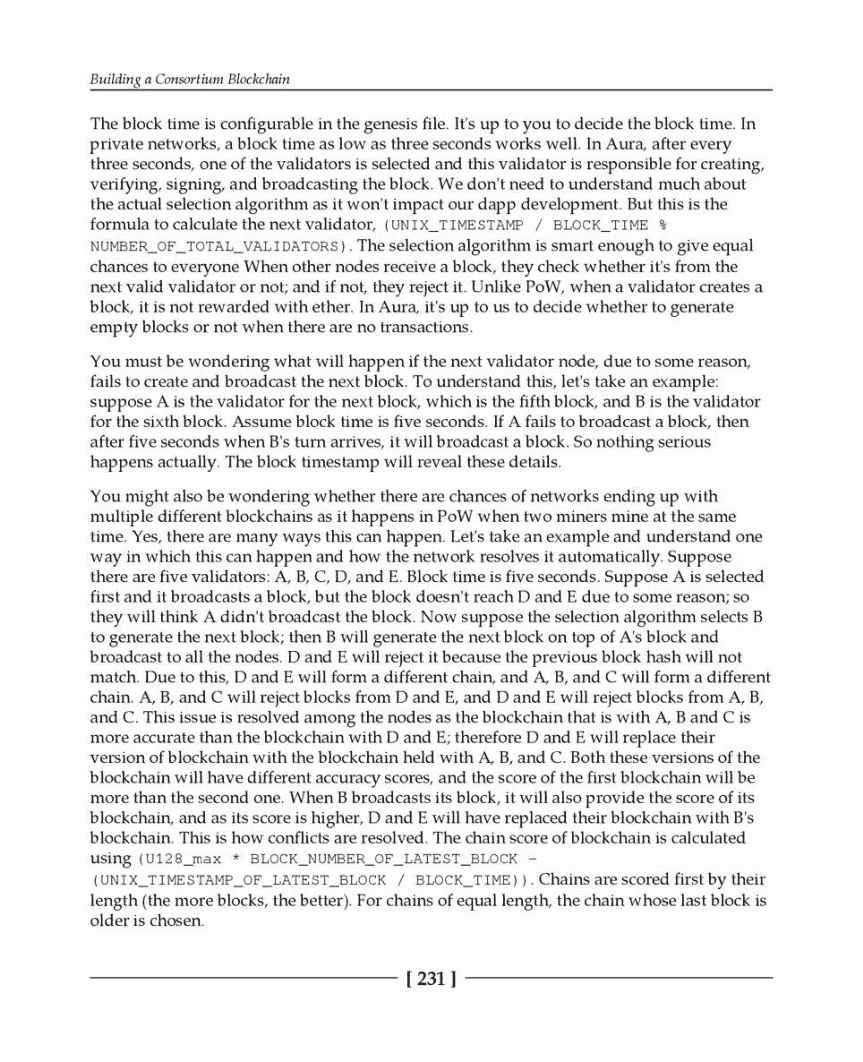 Building a Consortium Blockchain
The block time is configurable in the genesis file. It's up to you to decide the block time. In
private networks, a block time as low as three seconds works well. In Aura, after every
three seconds, one of the validators is selected and this validator is responsible for creating,
verifying, signing, and broadcasting the block. We don't need to understand much about
the actual selection algorithm as it won't impact our dapp development. But this is the
formula to calculate the next validator, (UNIX_TIMESTAMP / BLOCK_TIME %
NUMBER_OF_TOTAL_VALIDATORS). The selection algorithm is smart enough to give equal
chances to everyone When other nodes receive a block, they check whether it's from the
next valid validator or not; and if not, they reject it. Unlike PoW, when a validator creates a
block, it is not rewarded with ether. In Aura, it's up to us to decide whether to generate
empty blocks or not when there are no transactions.
You must be wondering what will happen if the next validator node, due to some reason,
fails to create and broadcast the next block. To understand this, let's take an example:
suppose A is the validator for the next block, which is the fifth block, and B is the validator
for the sixth block. Assume block time is five seconds. If A fails to broadcast a block, then
after five seconds when B's turn arrives, it will broadcast a block. So nothing serious
happens actually. The block timestamp will reveal these details.
You might also be wondering whether there are chances of networks ending up with
multiple different blockchains as it happens in PoW when two miners mine at the same
time. Yes, there are many ways this can happen. Let's take an example and understand one
way in which this can happen and how the network resolves it automatically. Suppose
there are five validators: A, B, C, D, and E. Block time is five seconds. Suppose A is selected
first and it broadcasts a block, but the block doesn't reach D and E due to some reason; so
they will think A didn't broadcast the block. Now suppose the selection algorithm selects B
to generate the next block; then B will generate the next block on top of A's block and
broadcast to all the nodes. D and E will reject it because the previous block hash will not
match. Due to this, D and E will form a different chain, and A, B, and C will form a different
chain. A, B, and C will reject blocks from D and E, and D and E will reject blocks from A, B,
and C. This issue is resolved among the nodes as the blockchain that is with A, B and C is
more accurate than the blockchain with D and E; therefore D and E will replace their
version of blockchain with the blockchain held with A, B, and C. Both these versions of the
blockchain will have different accuracy scores, and the score of the first blockchain will be
more than the second one. When B broadcasts its block, it will also provide the score of its
blockchain, and as its score is higher, D and E will have replaced their blockchain with B's
blockchain. This is how conflicts are resolved. The chain score of blockchain is calculated
using (U128_max * BLOCK_NUMBER_OF_LATEST_BLOCK -
(UNIX_TIMESTAMP_OF_LATEST_BLOCK / BLOCK_TIME)). Chains are scored first by their
length (the more blocks, the better). For chains of equal length, the chain whose last block is
older is chosen.
[ 231 ]